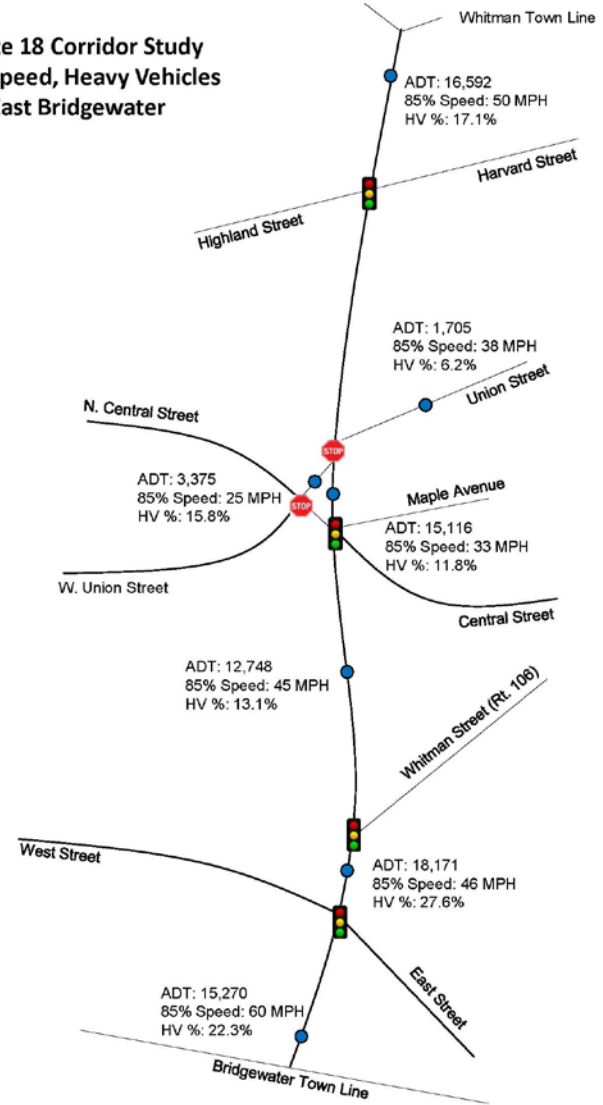 e 18 Corridor Study
peed, Heavy Vehicles
ast Bridgewater
Whitman Town Line
ADT: 16,592
85% Speed: 50 MPH
HV %: 17.1%
Harvard Street
Highland Street
ADT: 1,705
85% Speed: 38 MPH
HV %: 6.2%
Union Street
N. Central Street
STOP
ADT: 3,375
85% Speed: 25 MPH
HV %: 15.8%
STOP
Maple Avenue
ADT: 15,116
85% Speed: 33 MPH
HV %: 11.8%
W. Union Street
Central Street
ADT: 12,748
85% Speed: 45 MPH
HV %: 13.1%
Whitman Street (Rt. 106)
West Street
ADT: 18,171
85% Speed: 46 MPH
HV %: 27.6%
East Street
ADT: 15,270
85% Speed: 60 MPH
HV %: 22.3%
Bridgewater Town Line